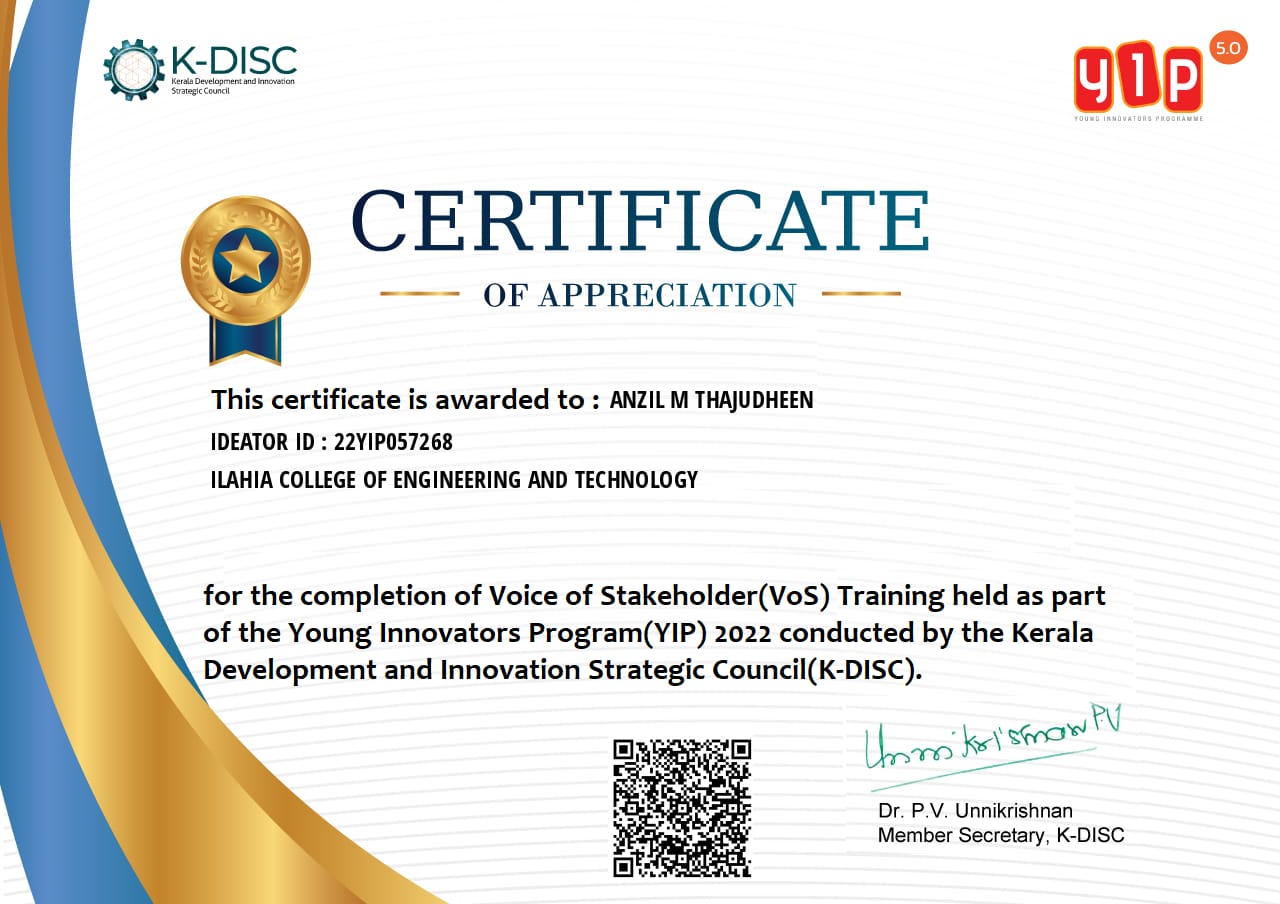 K-DISC
Kerala Development and Innovation
Strategic Council
yip 5.0
YOUNG INNOVATORS PROGRAMME
CERTIFICATE
OF APPRECIATION
This certificate is awarded to : ANZIL M THAJUDHEEN
IDEATOR ID : 22YIP057268
ILAHIA COLLEGE OF ENGINEERING AND TECHNOLOGY
for the completion of Voice of Stakeholder(VoS) Training held as part
of the Young Innovators Program(YIP) 2022 conducted by the Kerala
Development and Innovation Strategic Council(K-DISC).
Unnikrishnan P.V
Dr. P.V. Unnikrishnan
Member Secretary, K-DISC